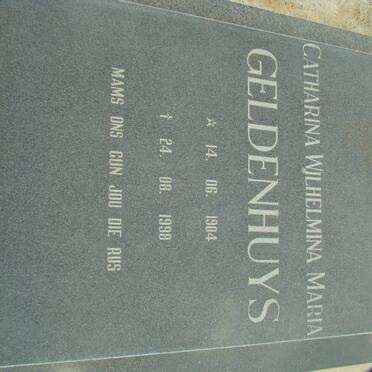 CATHARINA WILHELMINA MARIA
GELDENHUYS
☆ 14. 06. 1904
† 24. 08. 1998
MAMS ONS GUN JOU DIE RUS